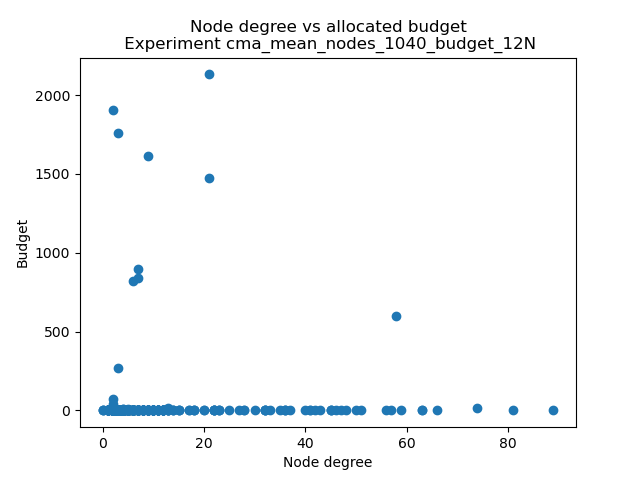 Node degree vs allocated budget
Experiment cma_mean_nodes_1040_budget_12N
2000
1500
1000
500
0
Budget
0 20 40 60 80
Node degree